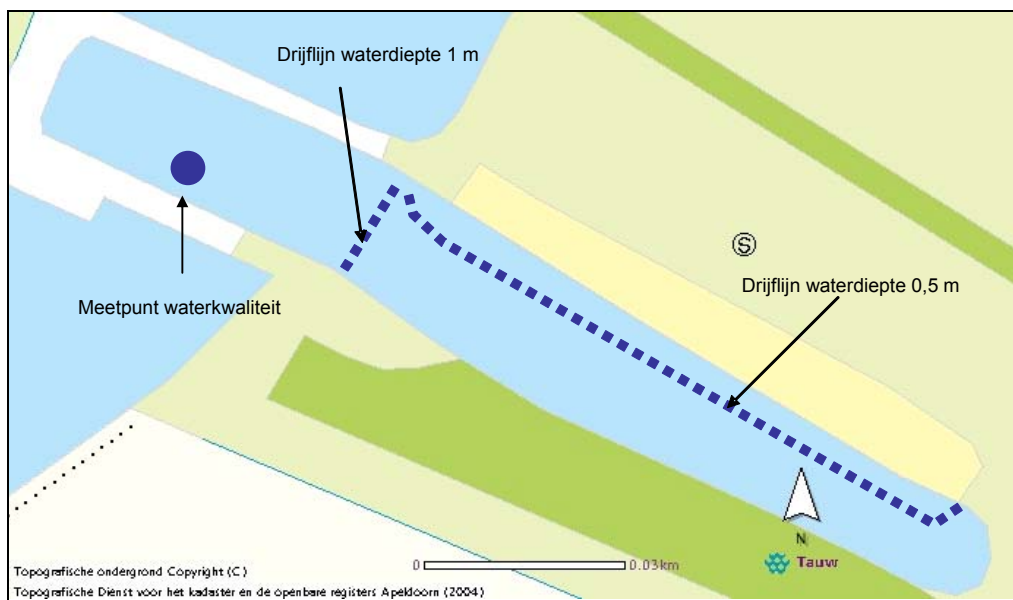 Drijflijn waterdiepte 1 m
S
Drijflijn waterdiepte 0,5 m
Meetpunt waterkwaliteit
N
Tauw
0
0.03km
Topografische ondergrond Copyright (C)
Topografische Dienst voor het kadaster en de openbare registers Apeldoorn (2004)